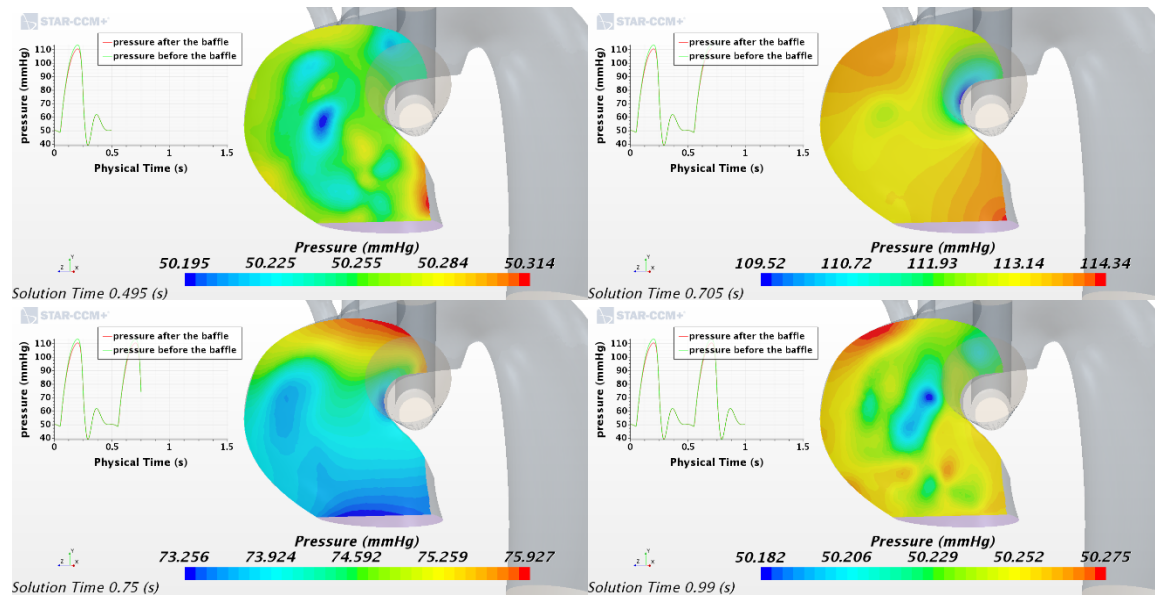 STAR-CCM+
pressure after the baffle
pressure before the baffle
pressure (mmHg)
110
100
90
80
70
60
50
40
0 0.5 1 1.5
Physical Time (s)
Pressure (mmHg)
50.195 50.225 50.255 50.284 50.314
z y x
Solution Time 0.495 (s)
STAR-CCM+
pressure after the baffle
pressure before the baffle
pressure (mmHg)
110
100
90
80
70
60
50
40
0 0.5 1 1.5
Physical Time (s)
Pressure (mmHg)
109.52 110.72 111.93 113.14 114.34
z y x
Solution Time 0.705 (s)
STAR-CCM+
pressure after the baffle
pressure before the baffle
pressure (mmHg)
110
100
90
80
70
60
50
40
0 0.5 1 1.5
Physical Time (s)
Pressure (mmHg)
73.256 73.924 74.592 75.259 75.927
z y x
Solution Time 0.75 (s)
STAR-CCM+
pressure after the baffle
pressure before the baffle
pressure (mmHg)
110
100
90
80
70
60
50
40
0 0.5 1 1.5
Physical Time (s)
Pressure (mmHg)
50.182 50.206 50.229 50.252 50.275
z y x
Solution Time 0.99 (s)